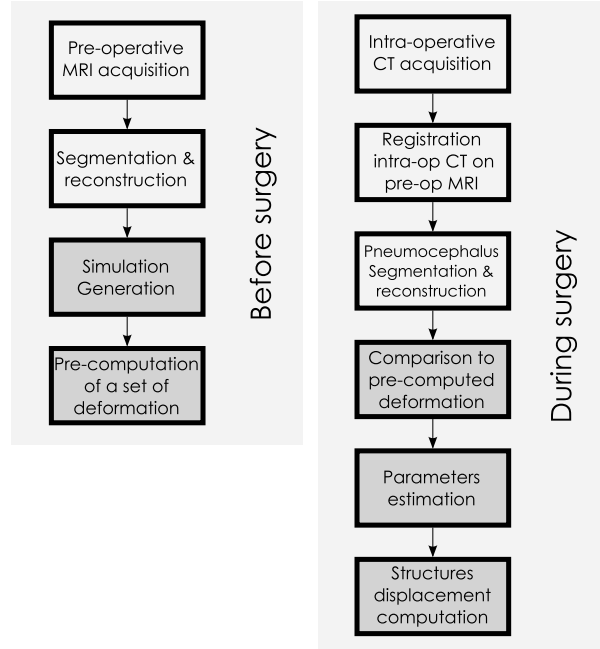 Pre-operative
MRI acquisition
Segmentation &
reconstruction
Simulation
Generation
Pre-computation
of a set of
deformation
Before surgery
Intra-operative
CT acquisition
Registration
intra-op CT on
pre-op MRI
Pneumocephalus
Segmentation &
reconstruction
Comparison to
pre-computed
deformation
Parameters
estimation
Structures
displacement
computation
During surgery